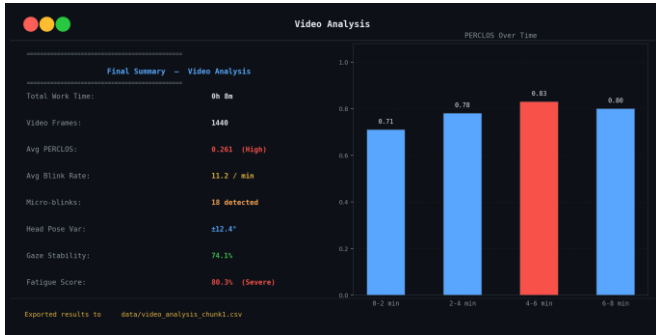 Video Analysis
==============================================
Final Summary — Video Analysis
==============================================
Total Work Time: 0h 8m
Video Frames: 1440
Avg PERCLOS: 0.261 (High)
Avg Blink Rate: 11.2 / min
Micro-blinks: 18 detected
Head Pose Var: ±12.4°
Gaze Stability: 74.1%
Fatigue Score: 80.3% (Severe)
Exported results to data/video_analysis_chunk1.csv
PERCLOS Over Time
1.0
0.8
0.6
0.4
0.2
0.0
0.71
0.78
0.83
0.80
0-2 min
2-4 min
4-6 min
6-8 min